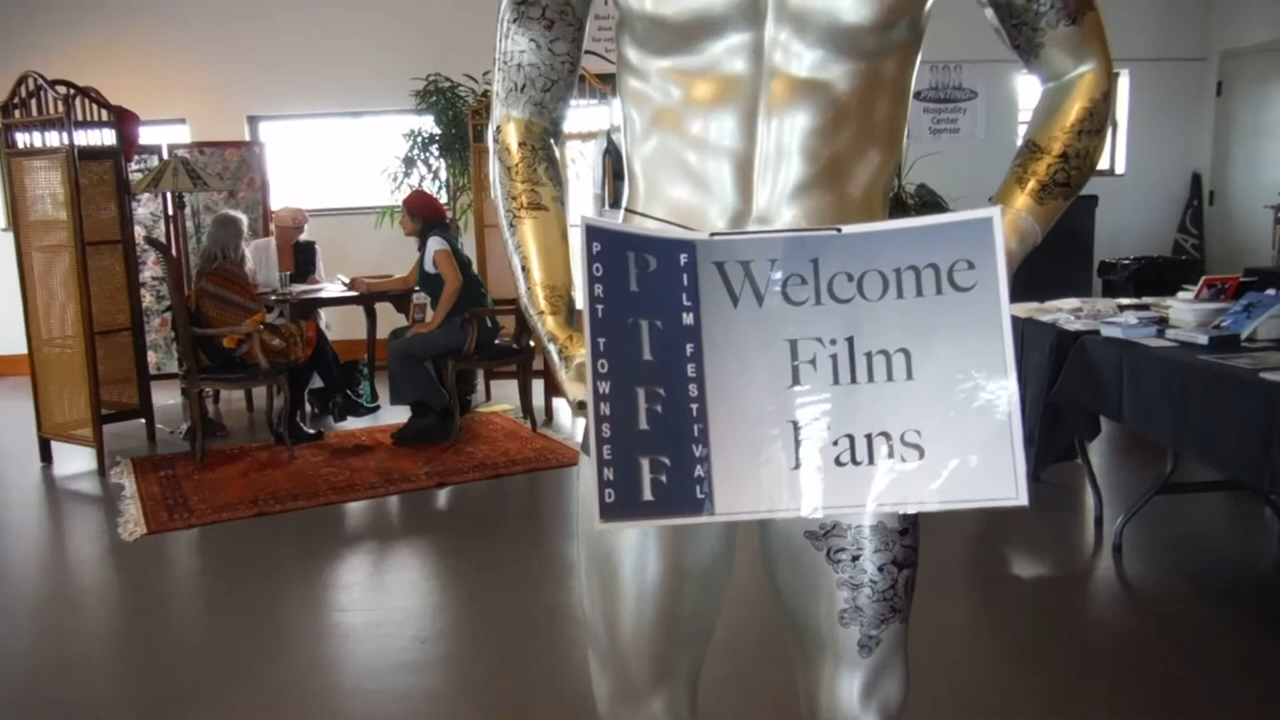 PORT TOWNSEND
PTFF
FILM FESTIVAL
Welcome
Film
Fans
PRINTING
Hospitality
Center
Sponsor